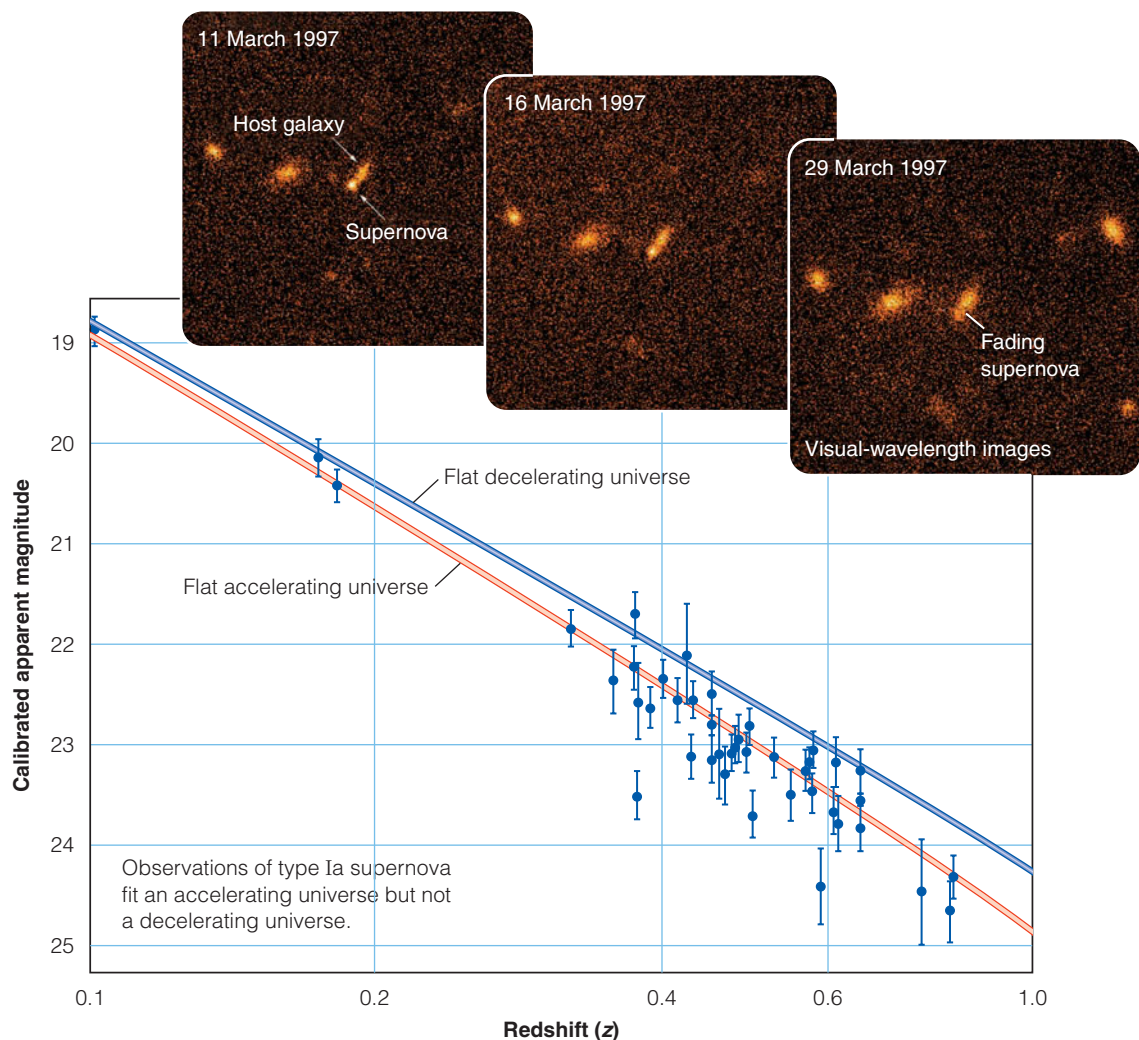 11 March 1997
Host galaxy
Supernova
16 March 1997
29 March 1997
Fading
supernova
Visual-wavelength images
Calibrated apparent magnitude
19
20
21
22
23
24
25
Flat decelerating universe
Flat accelerating universe
Observations of type Ia supernova
fit an accelerating universe but not
a decelerating universe.
0.1
0.2
0.4
0.6
1.0
Redshift (z)